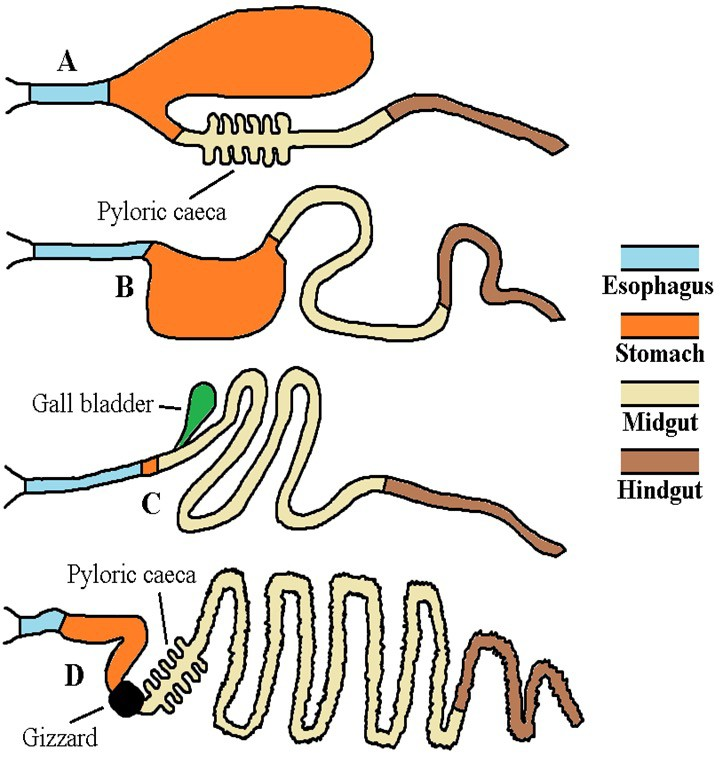 A
Pyloric caeca
B
Esophagus
Stomach
Midgut
Hindgut
Gall bladder
C
Pyloric caeca
D
Gizzard